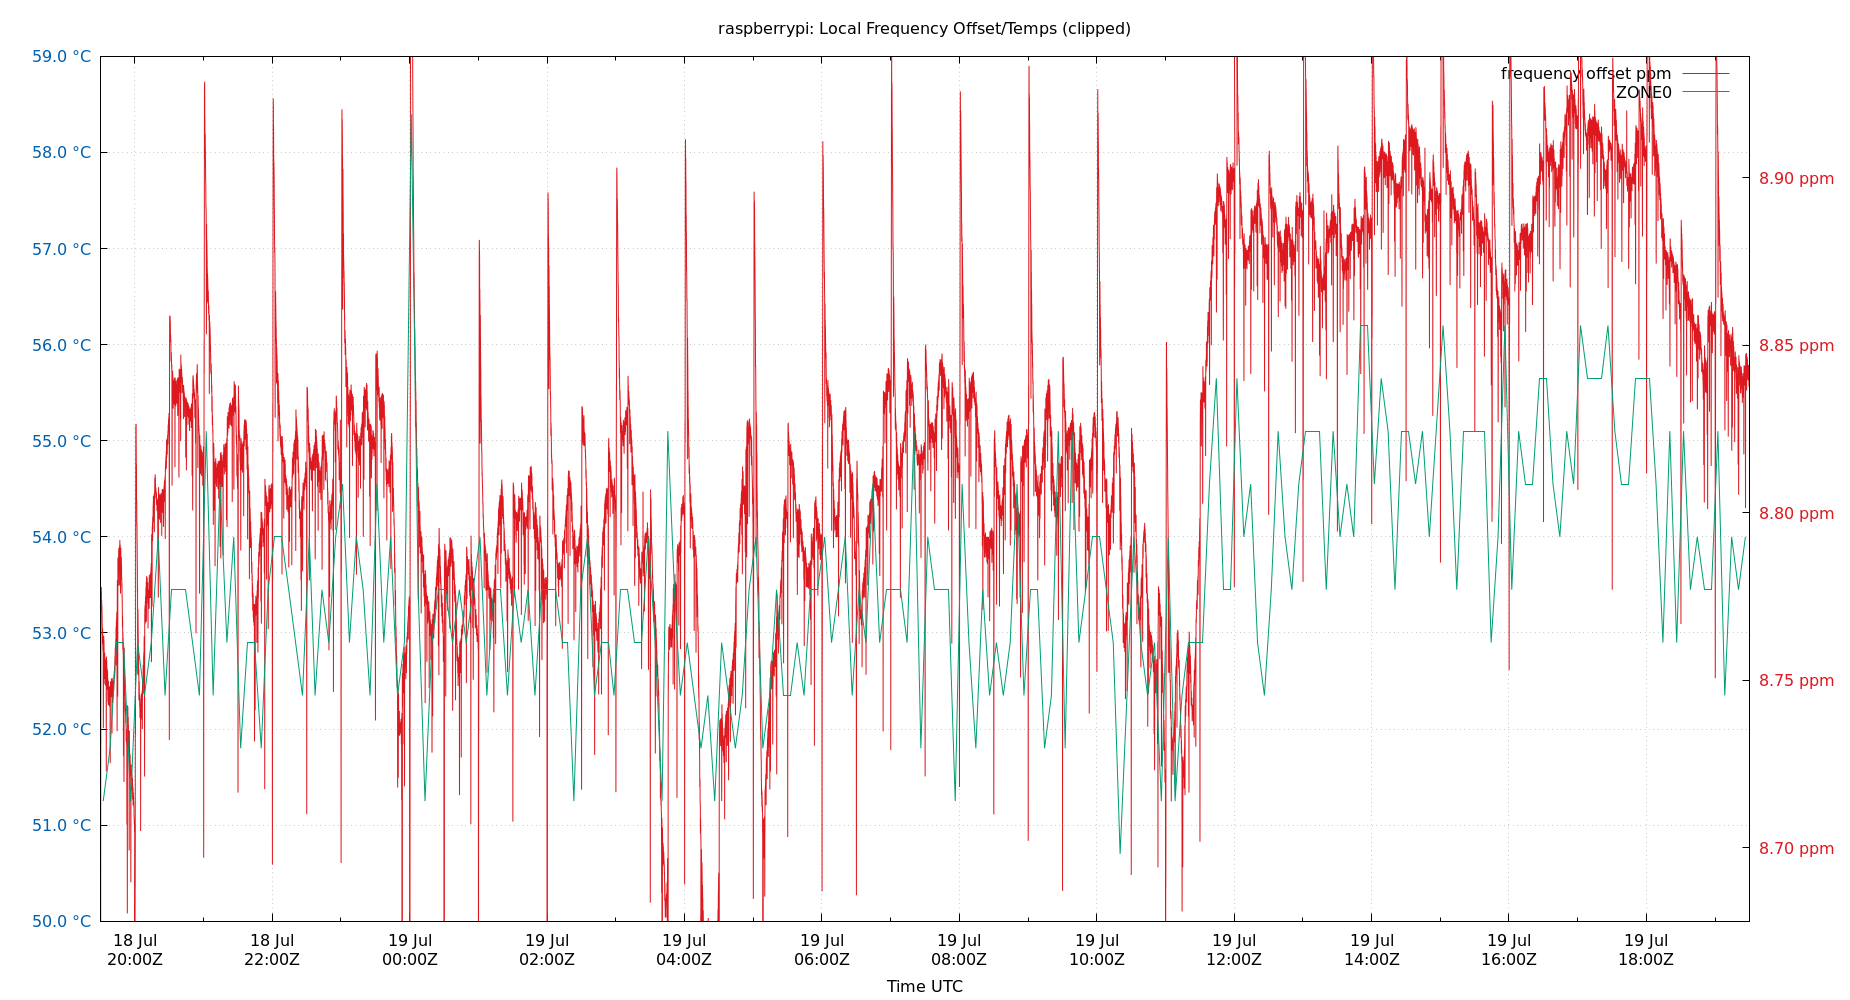 raspberrypi: Local Frequency Offset/Temps (clipped)
59.0 °C
58.0 °C
57.0 °C
56.0 °C
55.0 °C
54.0 °C
53.0 °C
52.0 °C
51.0 °C
50.0 °C
frequency offset ppm
ZONE0
8.90 ppm
8.85 ppm
8.80 ppm
8.75 ppm
8.70 ppm
18 Jul 18 Jul 19 Jul 19 Jul 19 Jul 19 Jul 19 Jul 19 Jul 19 Jul 19 Jul 19 Jul 19 Jul
20:00Z 22:00Z 00:00Z 02:00Z 04:00Z 06:00Z 08:00Z 10:00Z 12:00Z 14:00Z 16:00Z 18:00Z
Time UTC